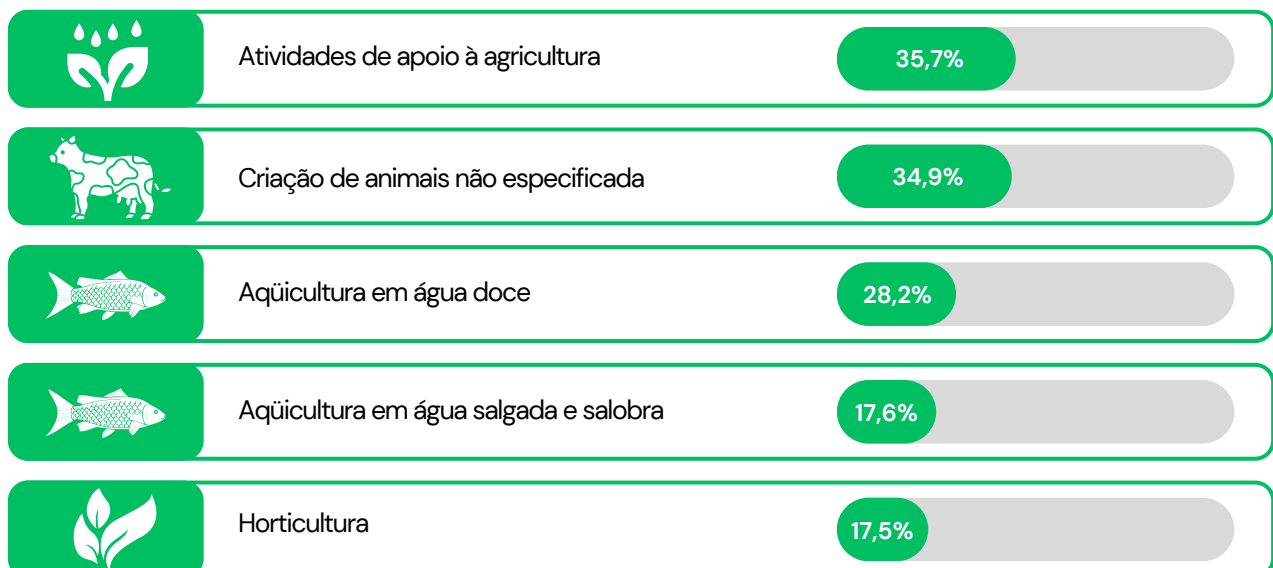 Atividades de apoio à agricultura
35,7%
Criação de animais não especificada
34,9%
Aqüicultura em água doce
28,2%
Aqüicultura em água salgada e salobra
17,6%
Horticultura
17,5%